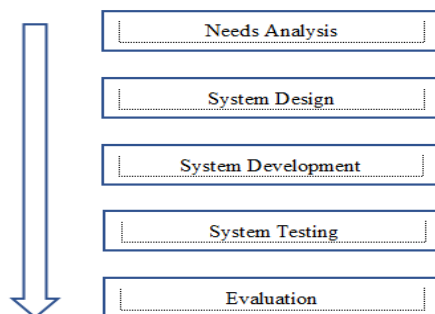 Needs Analysis
System Design
System Development
System Testing
Evaluation